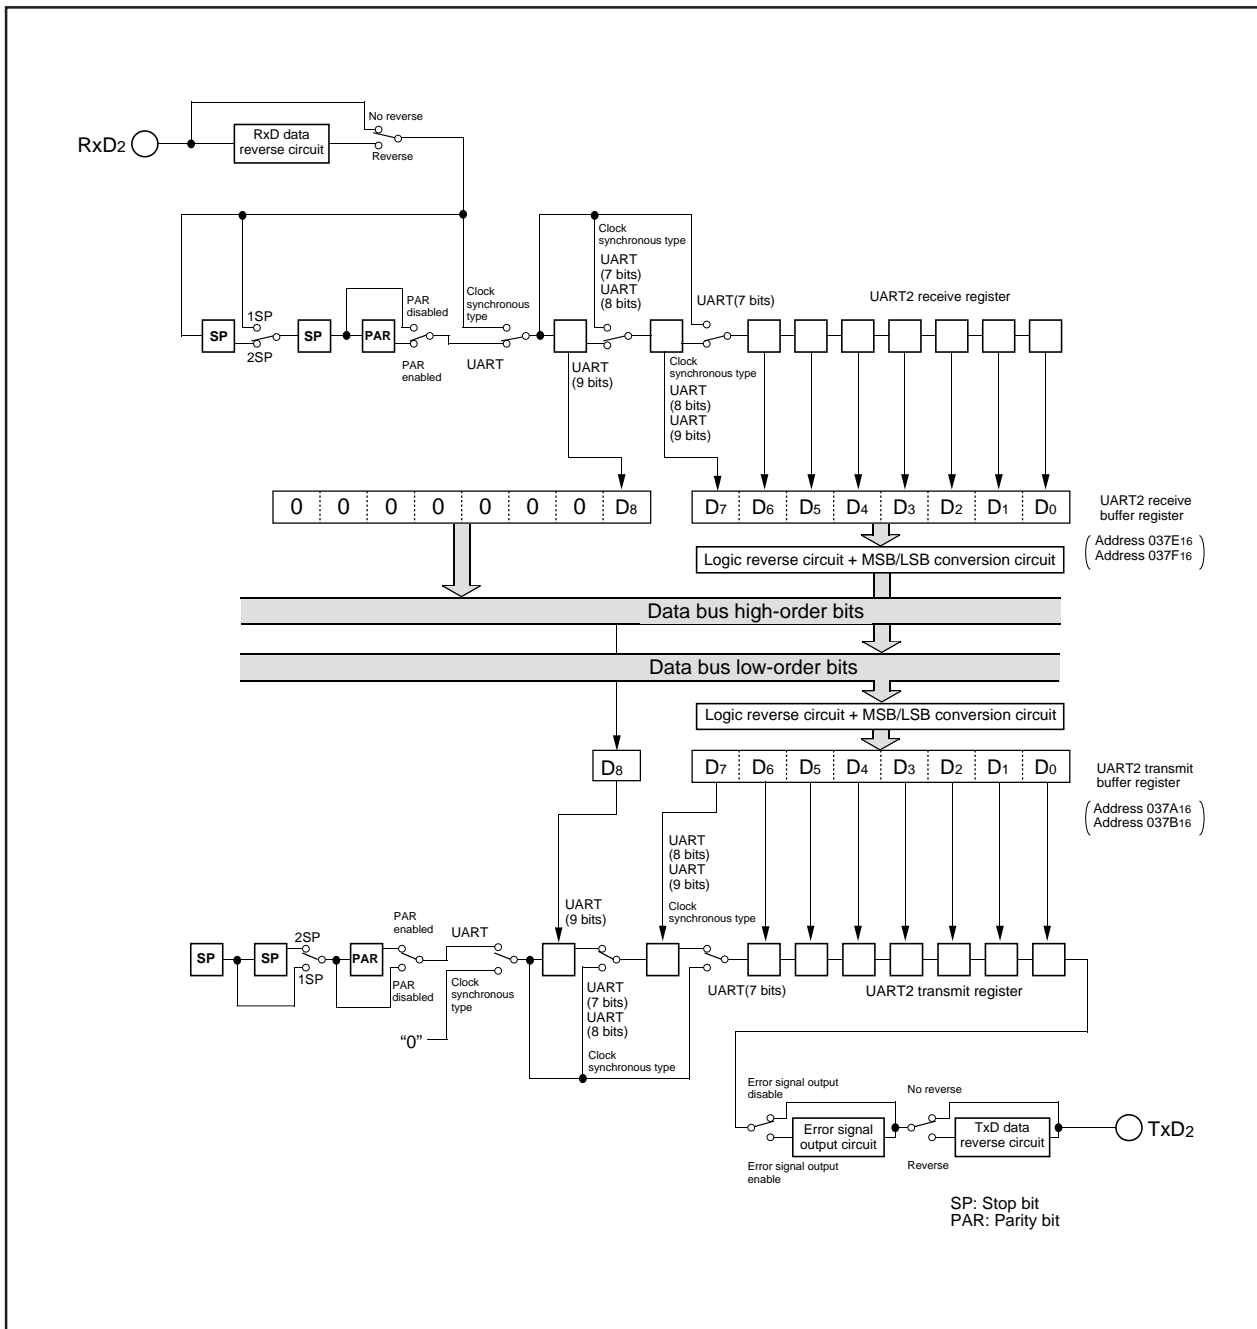 No reverse
RxD2
RxD data
reverse circuit
Reverse
Clock
synchronous type
UART
(7 bits)
UART
(8 bits)
UART(7 bits)
UART2 receive register
PAR
disabled
Clock
synchronous
type
1SP
SP
SP
PAR
2SP
PAR
enabled
UART
UART
(9 bits)
Clock
synchronous type
UART
(8 bits)
UART
(9 bits)
0 0 0 0 0 0 0 D8
D7 D6 D5 D4 D3 D2 D1 D0
UART2 receive
buffer register
Address 037E16
Address 037F16
Logic reverse circuit + MSB/LSB conversion circuit
Data bus high-order bits
Data bus low-order bits
Logic reverse circuit + MSB/LSB conversion circuit
D8
D7 D6 D5 D4 D3 D2 D1 D0
UART2 transmit
buffer register
Address 037A16
Address 037B16
UART
(8 bits)
UART
(9 bits)
Clock
synchronous type
UART
(9 bits)
PAR
enabled
UART
2SP
SP
SP
PAR
1SP
PAR
disabled
Clock
synchronous
type
“0”
UART
(7 bits)
UART
(8 bits)
Clock
synchronous type
UART(7 bits)
UART2 transmit register
Error signal output
disable
No reverse
Error signal
output circuit
TxD data
reverse circuit
TxD2
Error signal output
enable
Reverse
SP: Stop bit
PAR: Parity bit